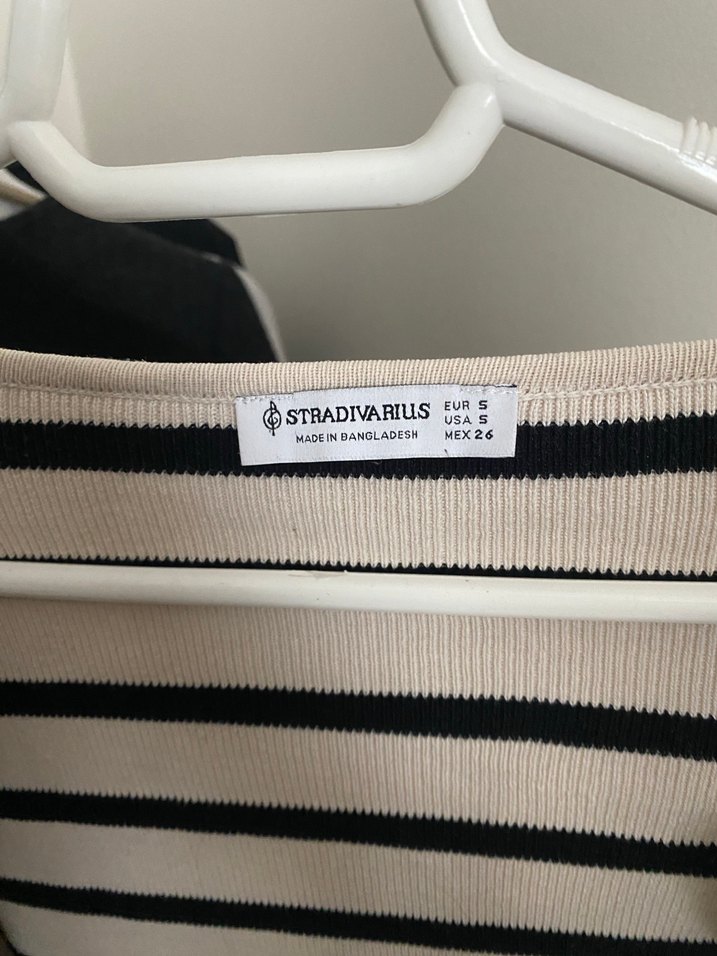 STRADIVARIUS
MADE IN BANGLADESH
EUR S
USA S
MEX 26